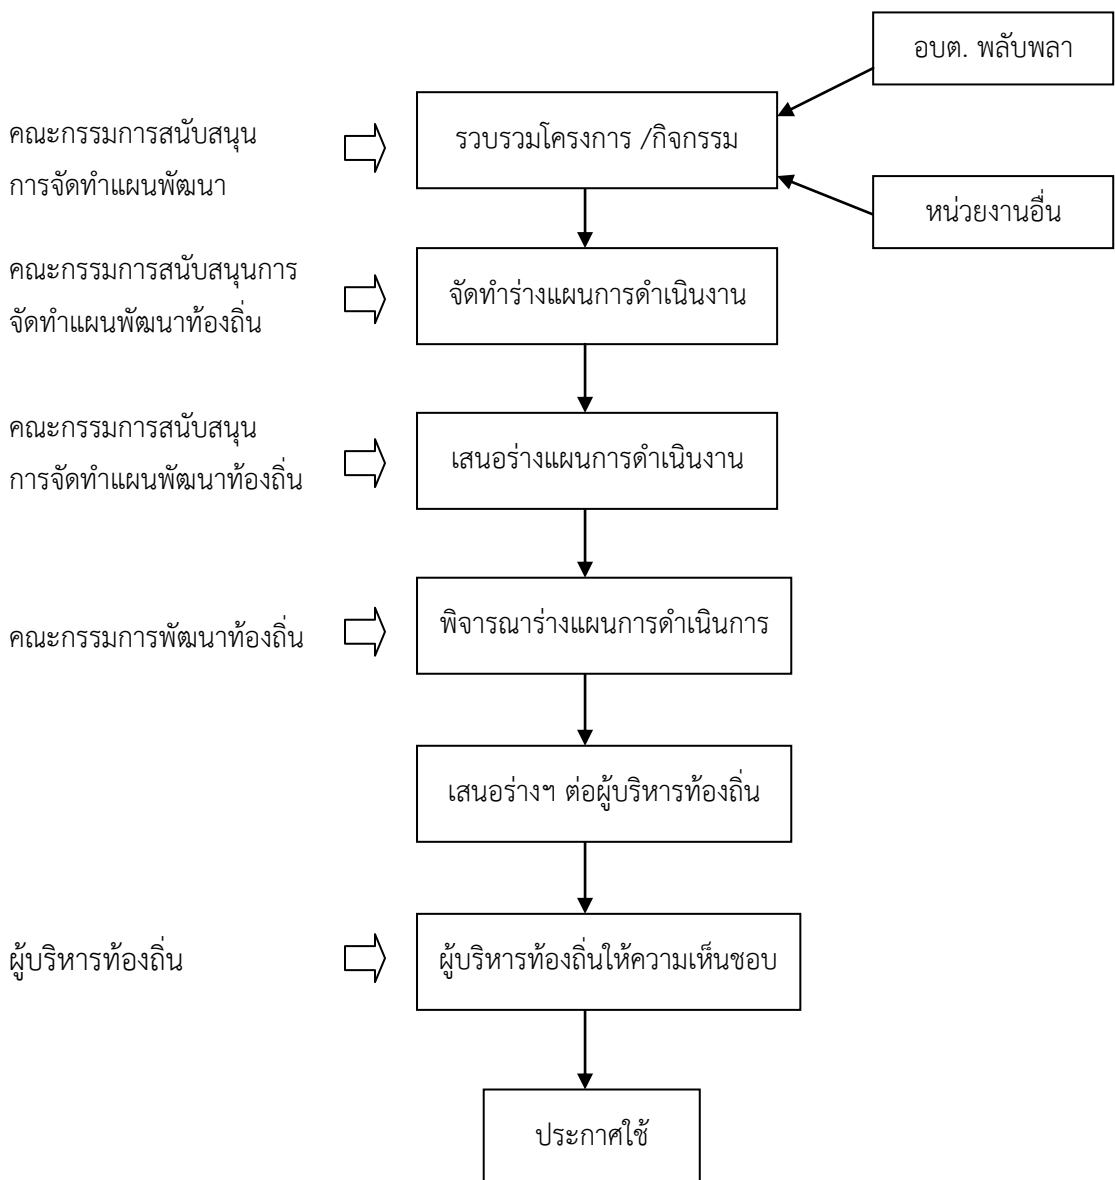 อบต. พลับพลา
คณะกรรมการสนับสนุน
การจัดทำแผนพัฒนา
รวบรวมโครงการ /กิจกรรม
หน่วยงานอื่น
คณะกรรมการสนับสนุนการ
จัดทำแผนพัฒนาท้องถิ่น
จัดทำร่างแผนการดำเนินงาน
คณะกรรมการสนับสนุน
การจัดทำแผนพัฒนาท้องถิ่น
เสนอร่างแผนการดำเนินงาน
คณะกรรมการพัฒนาท้องถิ่น
พิจารณาร่างแผนการดำเนินการ
เสนอร่างฯ ต่อผู้บริหารท้องถิ่น
ผู้บริหารท้องถิ่น
ผู้บริหารท้องถิ่นให้ความเห็นชอบ
ประกาศใช้